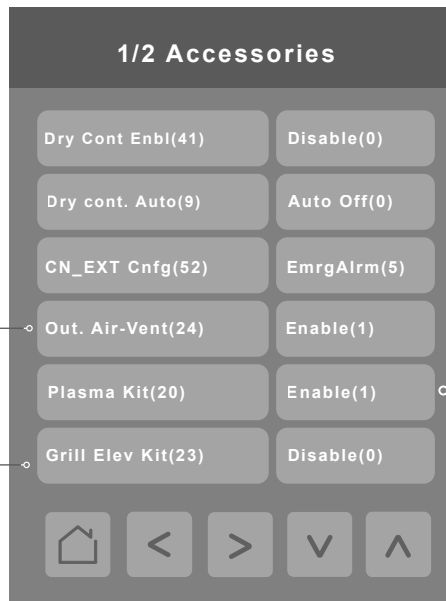 1/2 Accessories
Dry Cont Enbl(41) Disable(0)
Dry cont. Auto(9) Auto Off(0)
CN_EXT Cnfg(52) EmrgAlrm(5)
Out. Air-Vent(24) Enable(1)
Plasma Kit(20) Enable(1)
Grill Elev Kit(23) Disable(0)